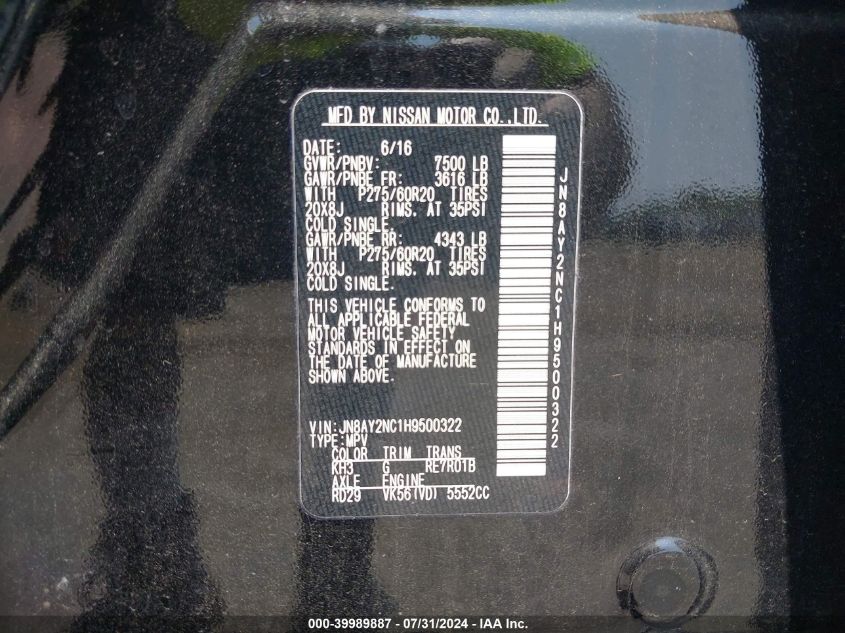 MFD BY NISSAN MOTOR CO.,LTD.
DATE: 6/16
GVWR/PNBV: 7500 LB
GAWR/PNBE FR: 3616 LB
WITH P275/60R20 TIRES
20X8J RIMS. AT 35PSI
COLD SINGLE.
GAWR/PNBE RR: 4343 LB
WITH P275/60R20 TIRES
20X8J RIMS. AT 35PSI
COLD SINGLE.
THIS VEHICLE CONFORMS TO
ALL APPLICABLE FEDERAL
MOTOR VEHICLE SAFETY
STANDARDS IN EFFECT ON
THE DATE OF MANUFACTURE
SHOWN ABOVE.
VIN:JN8AY2NC1H9500322
TYPE:MPV
COLOR TRIM TRANS
KH3 G RE7R01B
AXLE ENGINE
RD29 VK56(VD) 5552CC
JN8AY2NC1H9500322
000-39989887 - 07/31/2024 - IAA Inc.